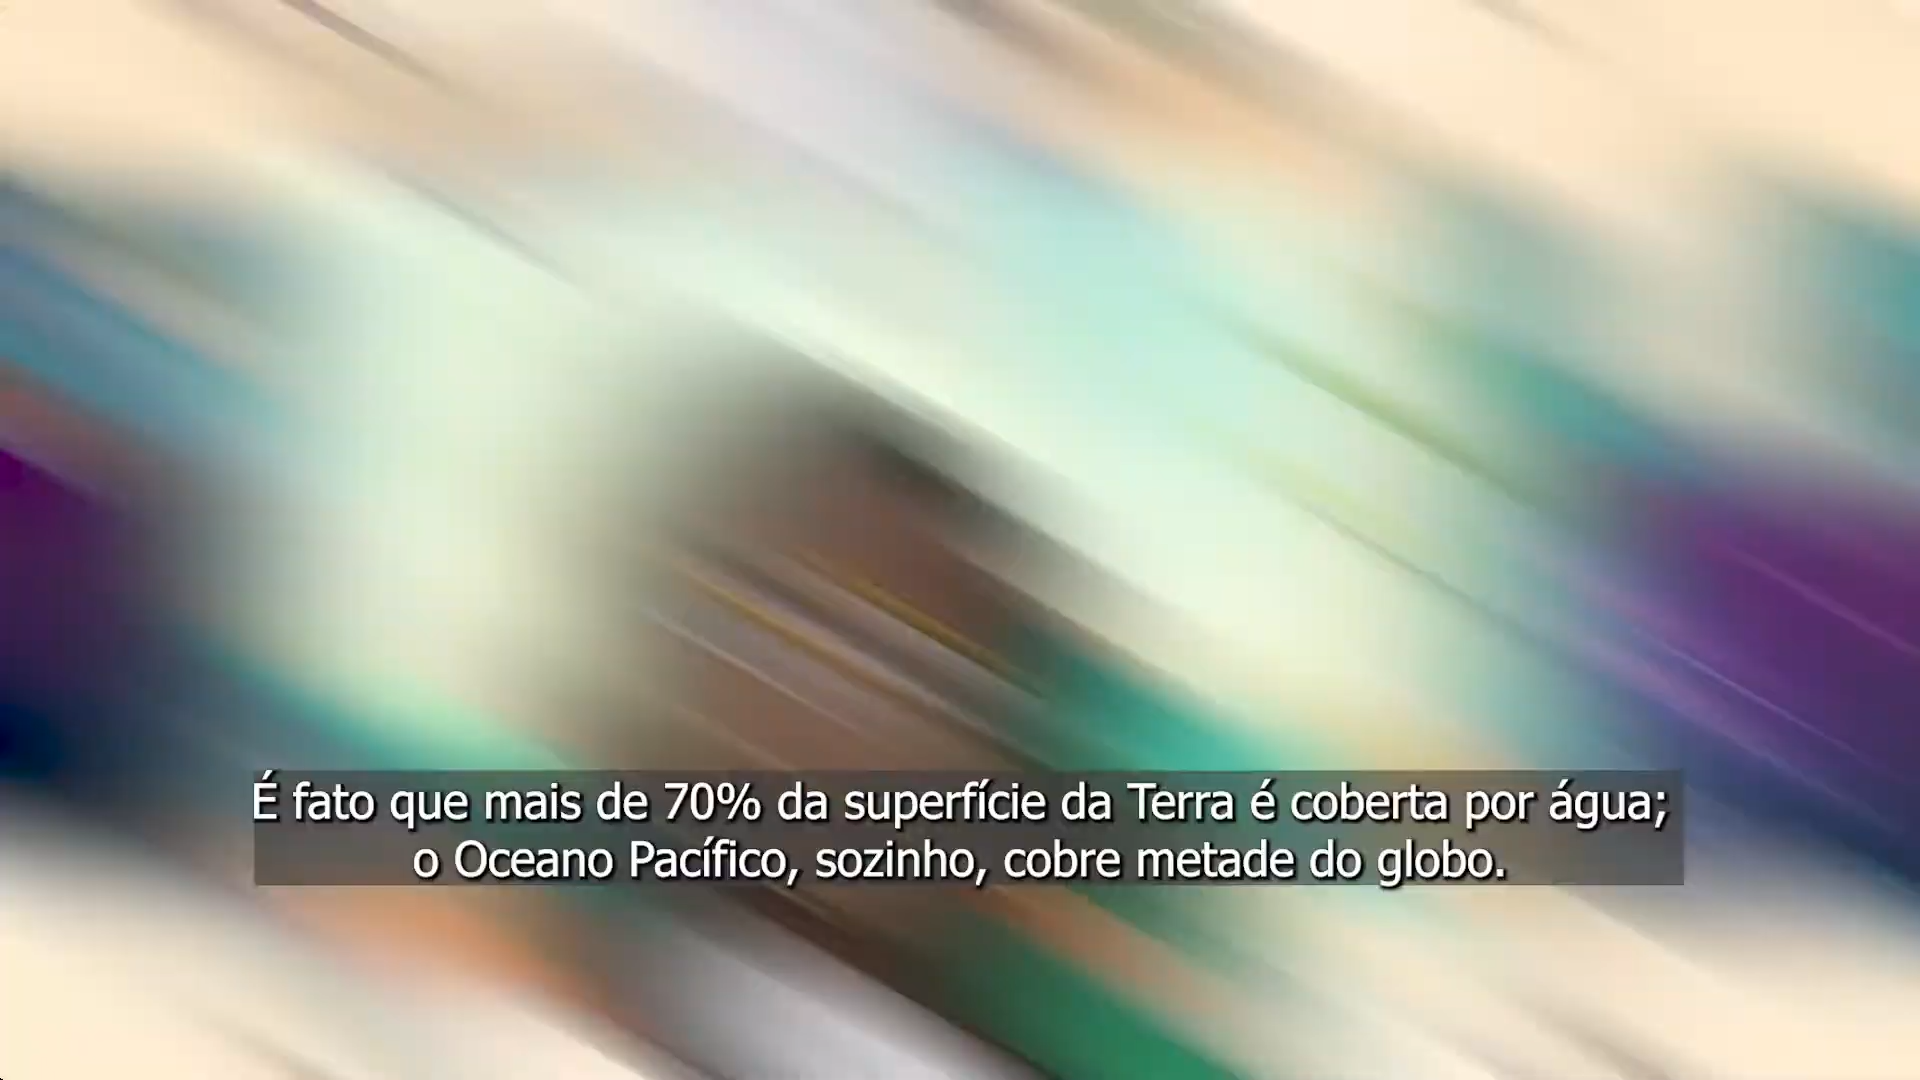 É fato que mais de 70% da superfície da Terra é coberta por água;
o Oceano Pacífico, sozinho, cobre metade do globo.